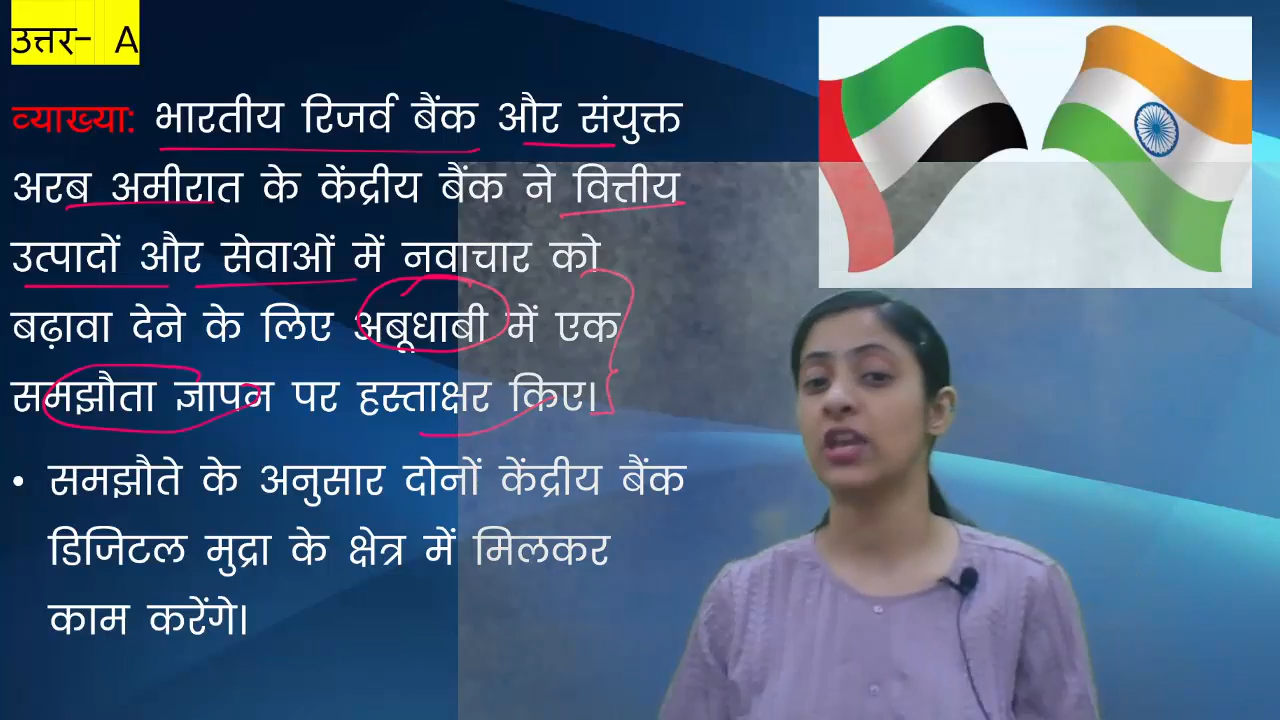 उत्तर- A
व्याख्या: भारतीय रिजर्व बैंक और संयुक्त
अरब अमीरात के केंद्रीय बैंक ने वित्तीय
उत्पादों और सेवाओं में नवाचार को
बढ़ावा देने के लिए अबूधाबी में एक
समझौता ज्ञापन पर हस्ताक्षर किए।
• समझौते के अनुसार दोनों केंद्रीय बैंक
डिजिटल मुद्रा के क्षेत्र में मिलकर
काम करेंगे।